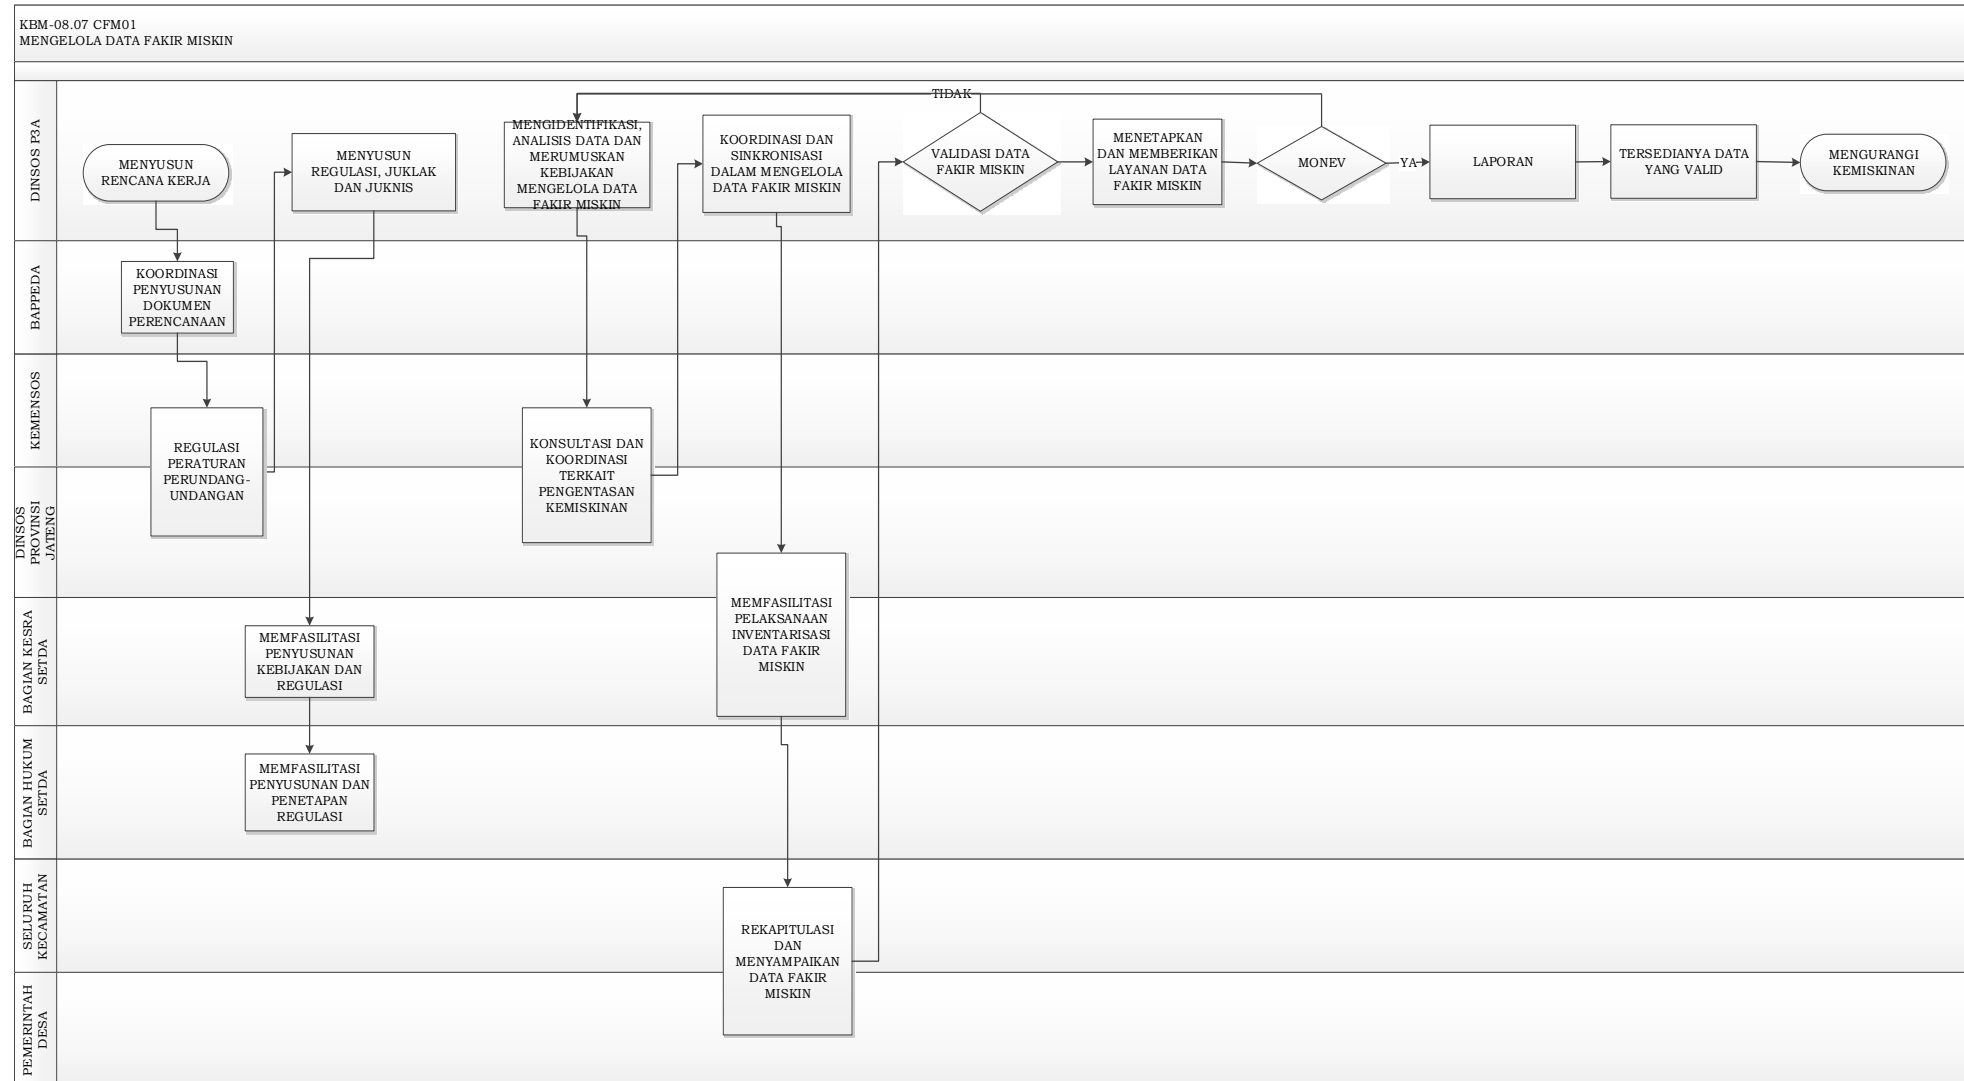 KBM-08.07 CFM01
MENGELOLA DATA FAKIR MISKIN
DINSOS P3A
MENYUSUN
RENCANA KERJA
MENYUSUN
REGULASI, JUKLAK
DAN JUKNIS
MENGIDENTIFIKASI,
ANALISIS DATA DAN
MERUMUSKAN
KEBIJAKAN
MENGELOLA DATA
FAKIR MISKIN
KOORDINASI DAN
SINKRONISASI
DALAM MENGELOLA
DATA FAKIR MISKIN
TIDAK
VALIDASI DATA
FAKIR MISKIN
MENETAPKAN
DAN MEMBERIKAN
LAYANAN DATA
FAKIR MISKIN
MONEV
YA
LAPORAN
TERSEDIANYA DATA
YANG VALID
MENGURANGI
KEMISKINAN
BAPPEDA
KOORDINASI
PENYUSUNAN
DOKUMEN
PERENCANAAN
KEMENSOS
REGULASI
PERATURAN
PERUNDANG-
UNDANGAN
KONSULTASI DAN
KOORDINASI
TERKAIT
PENGENTASAN
KEMISKINAN
DINSOS
PROVINSI
JATENG
MEMFASILITASI
PELAKSANAAN
INVENTARISASI
DATA FAKIR
MISKIN
BAGIAN KESRA
SETDA
MEMFASILITASI
PENYUSUNAN
KEBIJAKAN DAN
REGULASI
BAGIAN HUKUM
SETDA
MEMFASILITASI
PENYUSUNAN DAN
PENETAPAN
REGULASI
SELURUH
KECAMATAN
REKAPITULASI
DAN
MENYAMPAIKAN
DATA FAKIR
MISKIN
PEMERINTAH
DESA